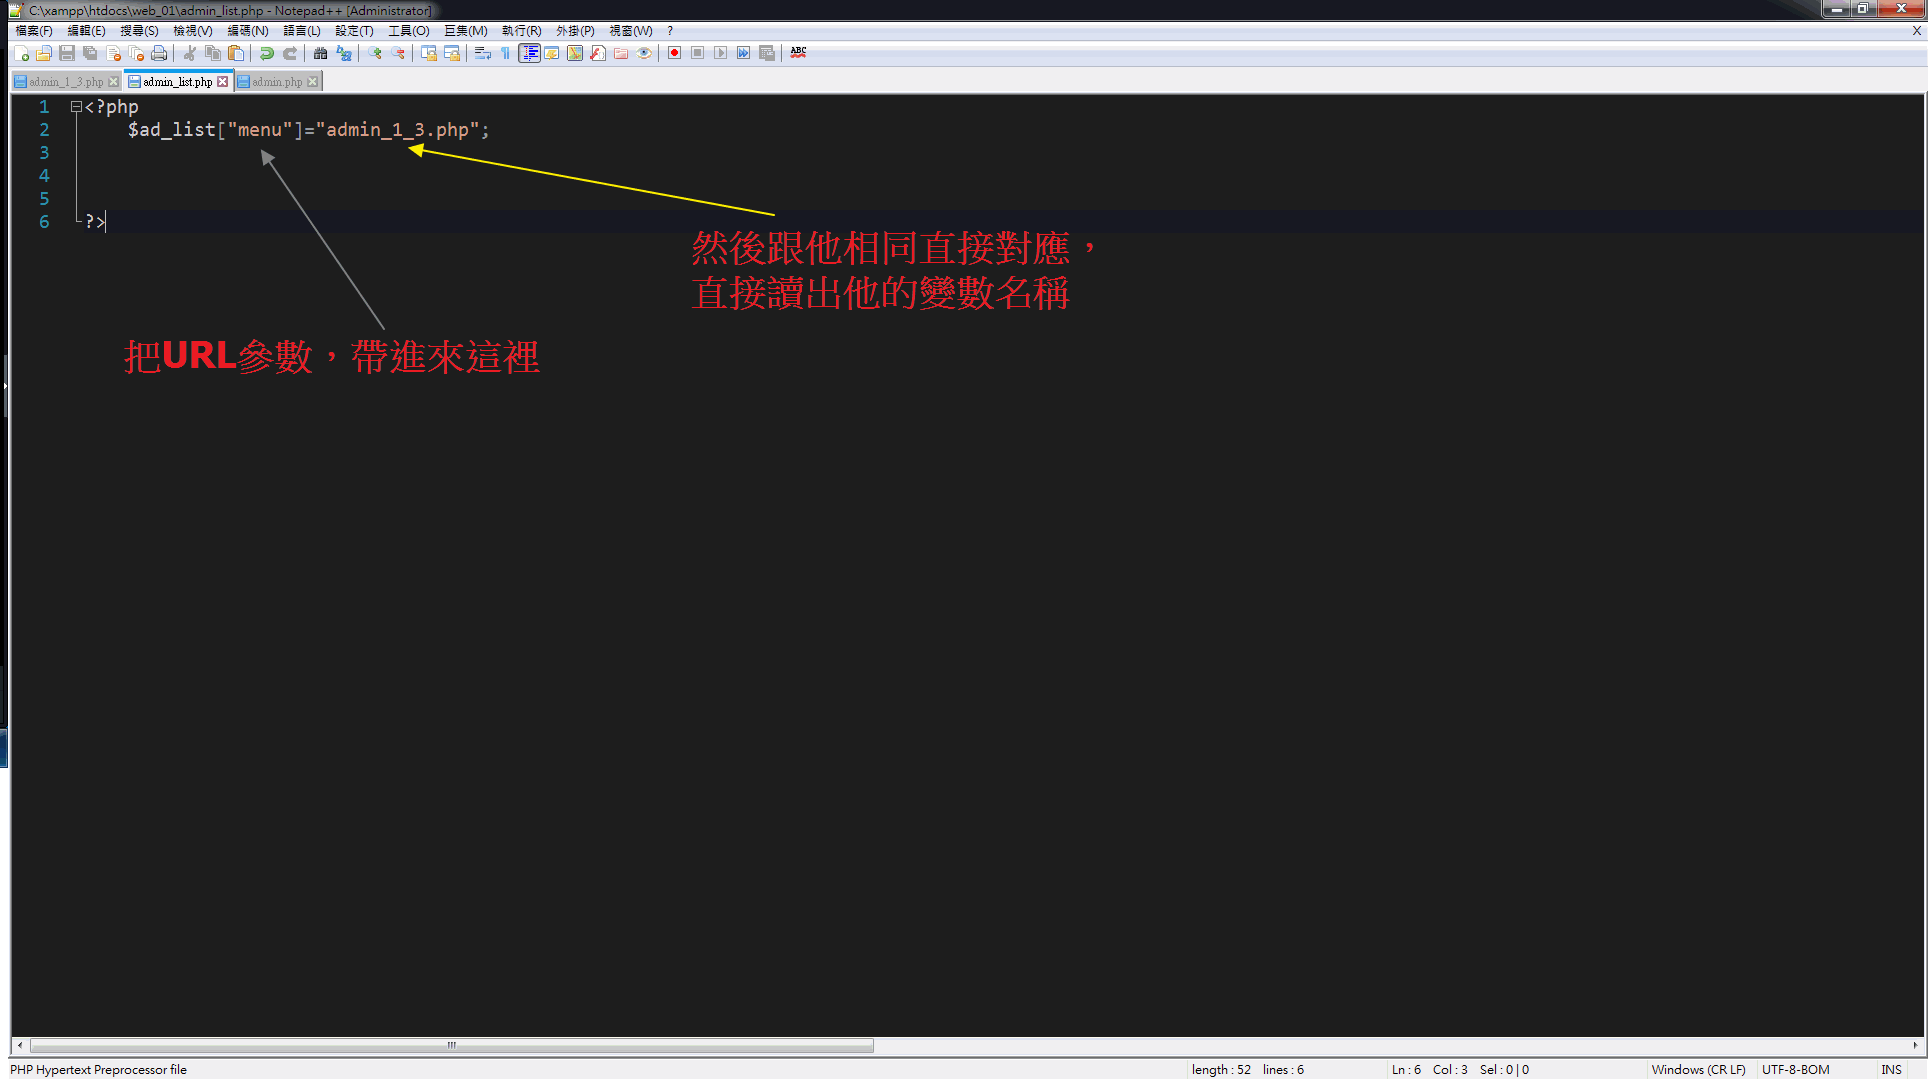 C:\xampp\htdocs\web_01\admin_list.php - Notepad++ [Administrator]
檔案(F) 編輯(E) 搜尋(S) 檢視(V) 編碼(N) 語言(L) 設定(T) 工具(O) 巨集(M) 執行(R) 外掛(P) 視窗(W) ? X
ABC
admin_1_3.php admin_list.php admin.php
1 <?php
2 $ad_list["menu"]="admin_1_3.php";
3
4
5
6 ?>
然後跟他相同直接對應，
直接讀出他的變數名稱
把URL參數，帶進來這裡
PHP Hypertext Preprocessor file length : 52 lines : 6 Ln : 6 Col : 3 Sel : 0 | 0 Windows (CR LF) UTF-8-BOM INS